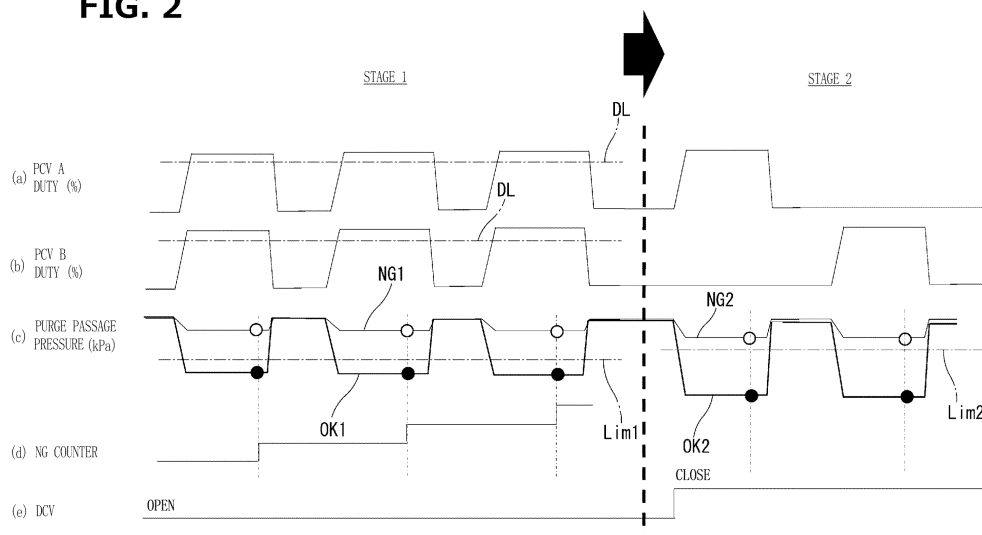 FIG. 2
STAGE 1
STAGE 2
DL
(a) PCV A
DUTY (%)
DL
(b) PCV B
DUTY (%)
NG1
NG2
(c) PURGE PASSAGE
PRESSURE (kPa)
OK1
Lim1
OK2
Lim2
(d) NG COUNTER
CLOSE
OPEN
(e) DCV